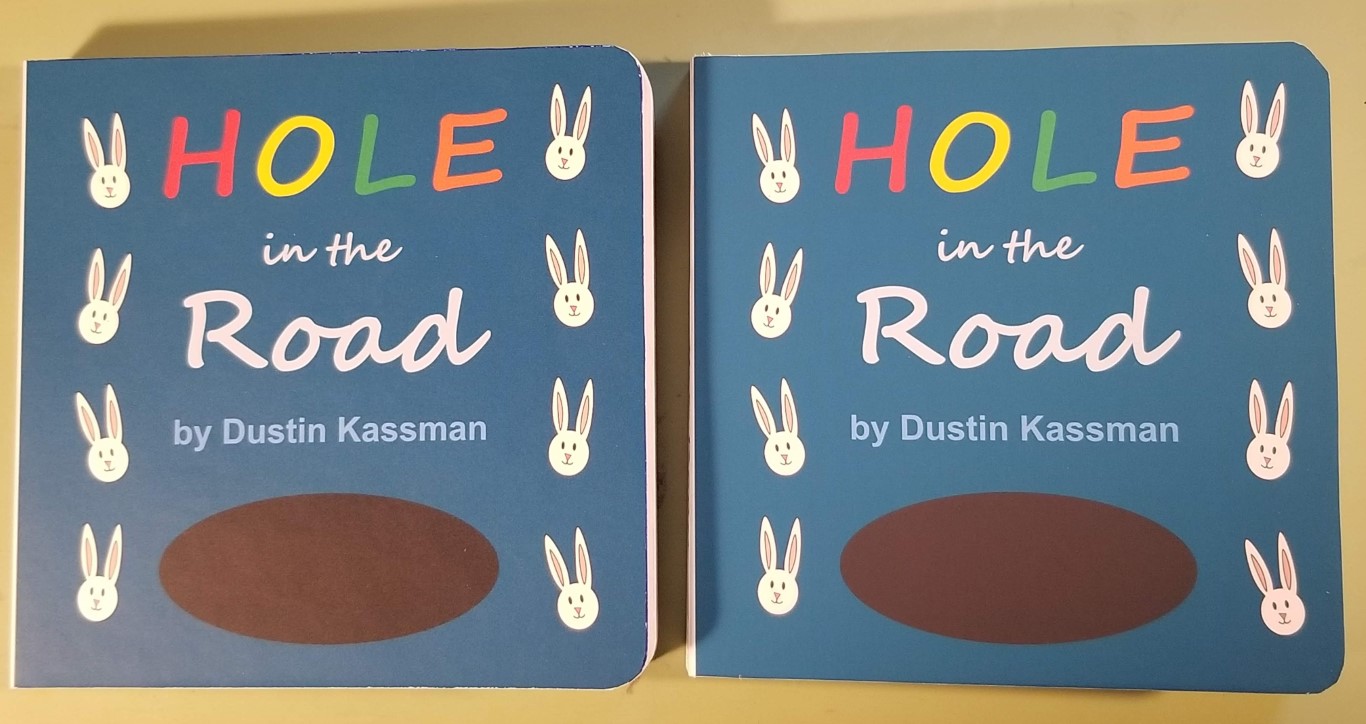 HOLE
in the
Road
by Dustin Kassman
HOLE
in the
Road
by Dustin Kassman